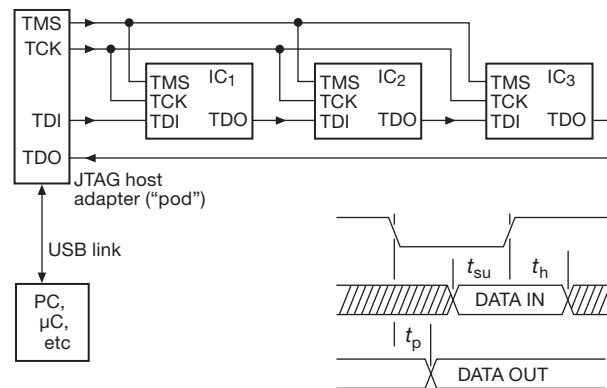 TMS
TCK
TDI
TDO
TMS
TCK
TDI
IC1
TDO
TMS
TCK
TDI
IC2
TDO
TMS
TCK
TDI
IC3
TDO
JTAG host
adapter (“pod”)
USB link
PC,
µC,
etc
tsu
th
DATA IN
tp
DATA OUT